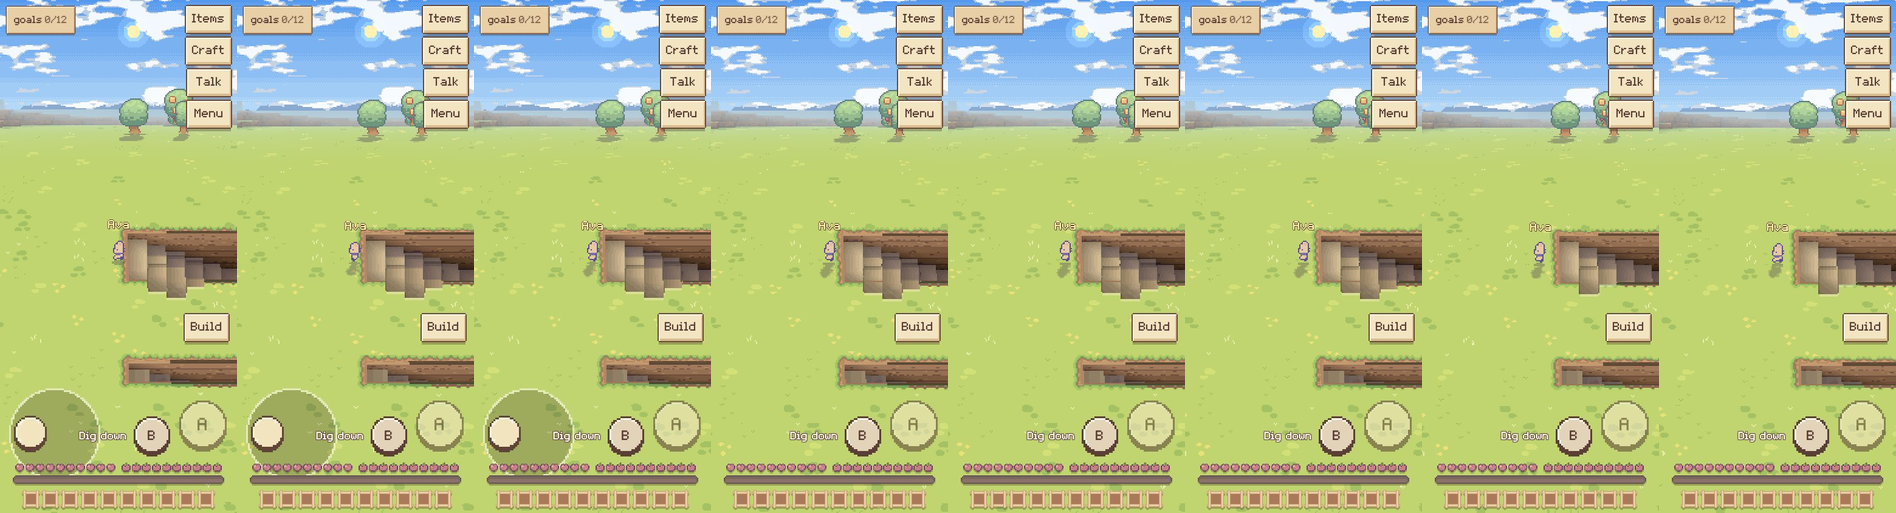 goals 0/12 Items goals 0/12 Items goals 0/12 Items goals 0/12 Items goals 0/12 Items goals 0/12 Items goals 0/12 Items goals 0/12 Items
Craft Craft Craft Craft Craft Craft Craft Craft
Talk Talk Talk Talk Talk Talk Talk Talk
Menu Menu Menu Menu Menu Menu Menu Menu
Ava Ava Ava Ava Ava Ava Ava Ava
Build Build Build Build Build Build Build Build
Dig down B A Dig down B A Dig down B A Dig down B A Dig down B A Dig down B A Dig down B A Dig down B A